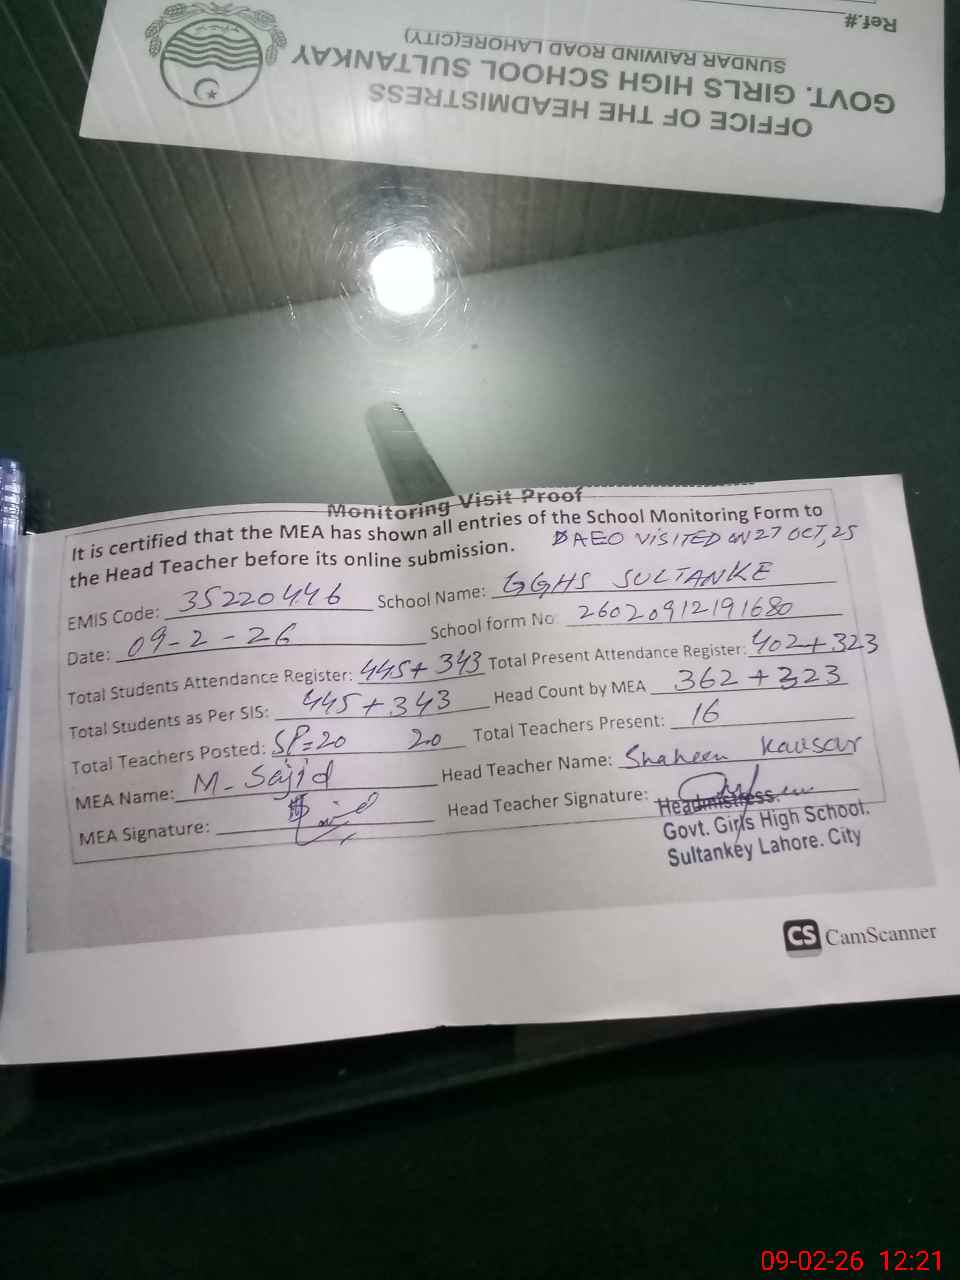 Ref.#
SUNDAR RAIWIND ROAD LAHORE(CITY)
GOVT. GIRLS HIGH SCHOOL SULTANKAY
OFFICE OF THE HEADMISTRESS
Monitoring Visit Proof
It is certified that the MEA has shown all entries of the School Monitoring Form to
the Head Teacher before its online submission. DAEO VISITED ON 27 OCT, 25
EMIS Code: 35220446 School Name: GGHS SULTANKE
Date: 09-2-26 School form No: 26020912191680
Total Students Attendance Register: 445+343 Total Present Attendance Register: 402+323
Total Students as Per SIS: 445+343 Head Count by MEA 362+323
Total Teachers Posted: SP=20 20 Total Teachers Present: 16
MEA Name: M-Sajid Head Teacher Name: Shaheen Kausar
MEA Signature: Head Teacher Signature:
Headmistress.
Govt. Girls High School.
Sultankey Lahore. City
CS CamScanner
09-02-26 12:21